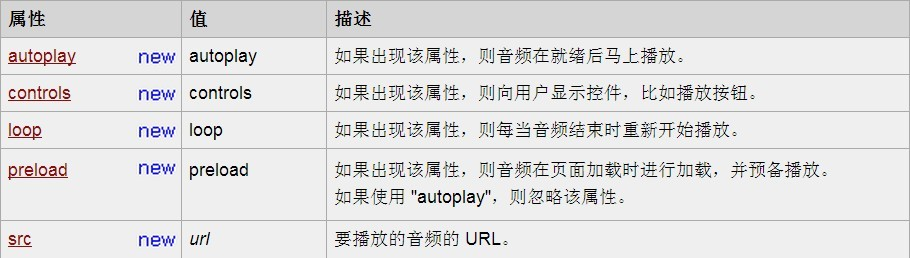 属性 值 描述
autoplay new autoplay 如果出现该属性，则音频在就绪后马上播放。
controls new controls 如果出现该属性，则向用户显示控件，比如播放按钮。
loop new loop 如果出现该属性，则每当音频结束时重新开始播放。
preload new preload 如果出现该属性，则音频在页面加载时进行加载，并预备播放。
如果使用 "autoplay"，则忽略该属性。
src new url 要播放的音频的 URL。